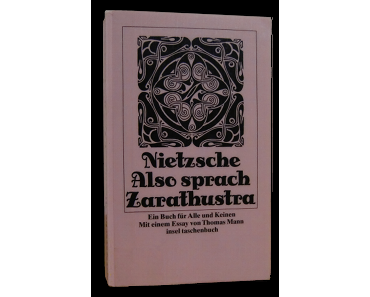 Nietzsche
Also sprach
Zarathustra
Ein Buch für Alle und Keinen
Mit einem Essay von Thomas Mann
insel taschenbuch